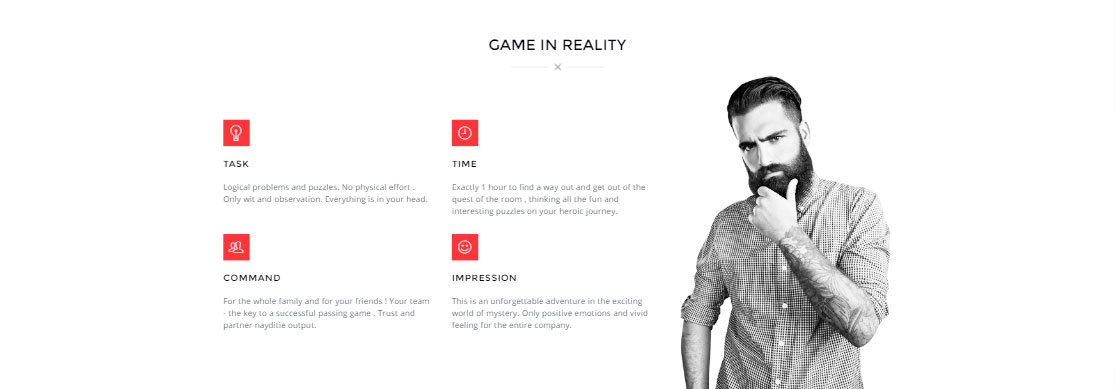 GAME IN REALITY
TASK
Logical problems and puzzles. No physical effort .
Only wit and observation. Everything is in your head.
TIME
Exactly 1 hour to find a way out and get out of the
quest of the room , thinking all the fun and
interesting puzzles on your heroic journey.
COMMAND
For the whole family and for your friends ! Your team
- the key to a successful passing game . Trust and
partner nayditie output.
IMPRESSION
This is an unforgettable adventure in the exciting
world of mystery. Only positive emotions and vivid
feeling for the entire company.